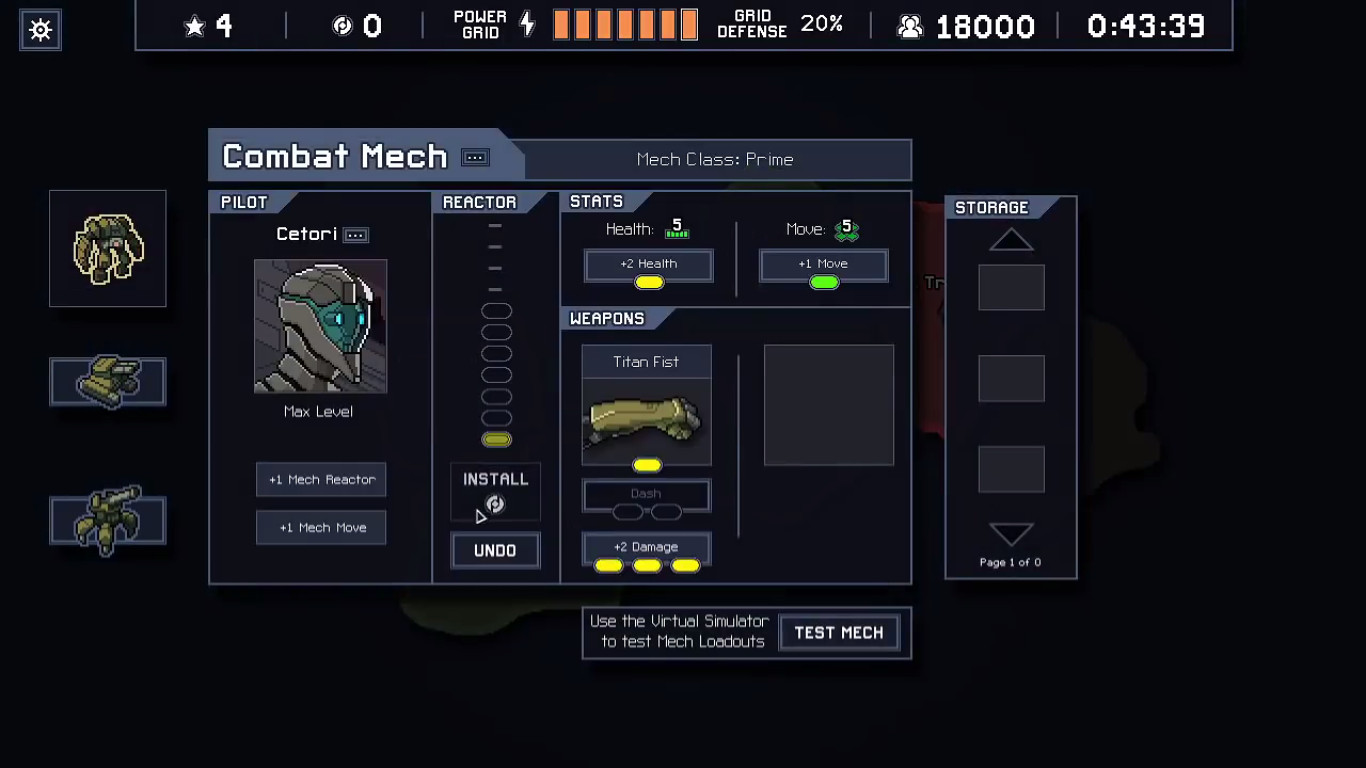 4
0
POWER
GRID
GRID
DEFENSE
20%
18000
0:43:39
Combat Mech
Mech Class: Prime
PILOT
REACTOR
STATS
STORAGE
Cetori
Health: 5
Move: 5
+2 Health
+1 Move
WEAPONS
Titan Fist
Max Level
+1 Mech Reactor
INSTALL
Dash
+1 Mech Move
UNDO
+2 Damage
Page 1 of 0
Use the Virtual Simulator
to test Mech Loadouts
TEST MECH
Tr